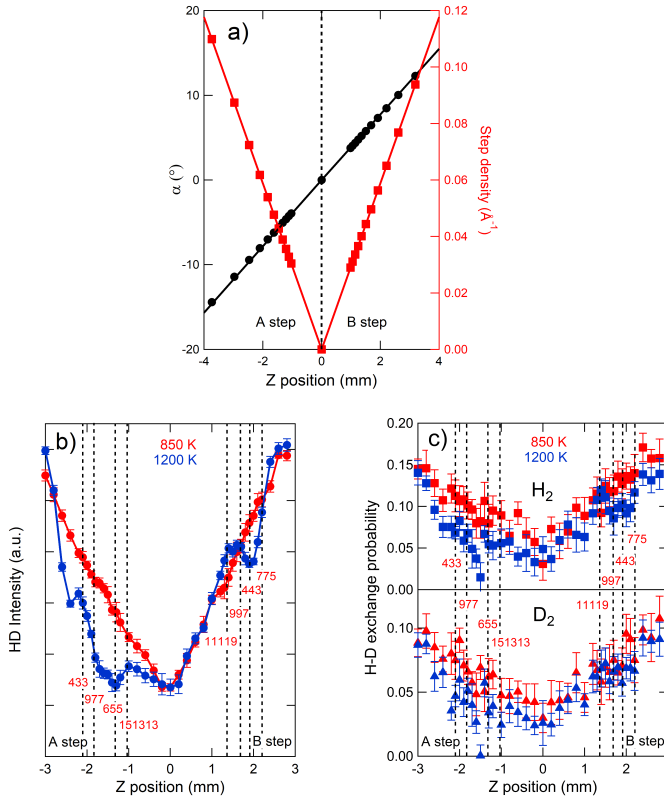 a)
20
10
0
-10
-20
α (°)
0.12
0.10
0.08
0.06
0.04
0.02
0.00
Step density (Å⁻¹)
A step
B step
-4
-2
0
2
4
Z position (mm)
b)
850 K
1200 K
HD Intensity (a.u.)
433
977
655
151313
11119
997
443
775
A step
B step
-3
-2
-1
0
1
2
-3
Z position (mm)
c)
850 K
1200 K
H₂
0.20
0.15
0.10
0.05
0.00
H-D exchange probability
433
977
655
151313
11119
997
443
775
D₂
0.10
0.05
0.00
A step
B step
-3
-2
-1
0
1
2
Z position (mm)